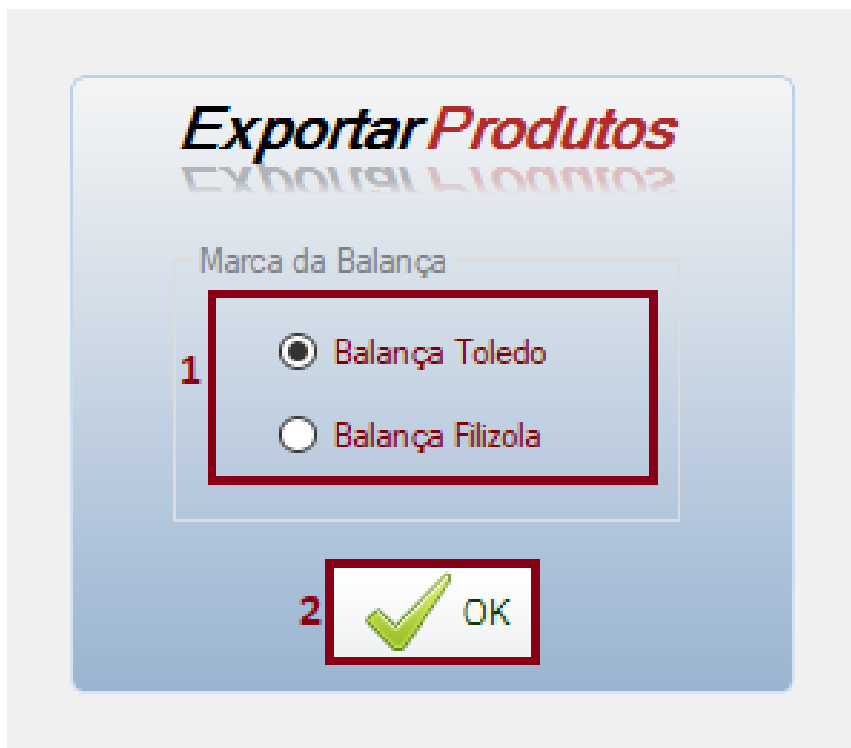 Exportar Produtos
Marca da Balança
1
Balança Toledo
Balança Filizola
2 OK